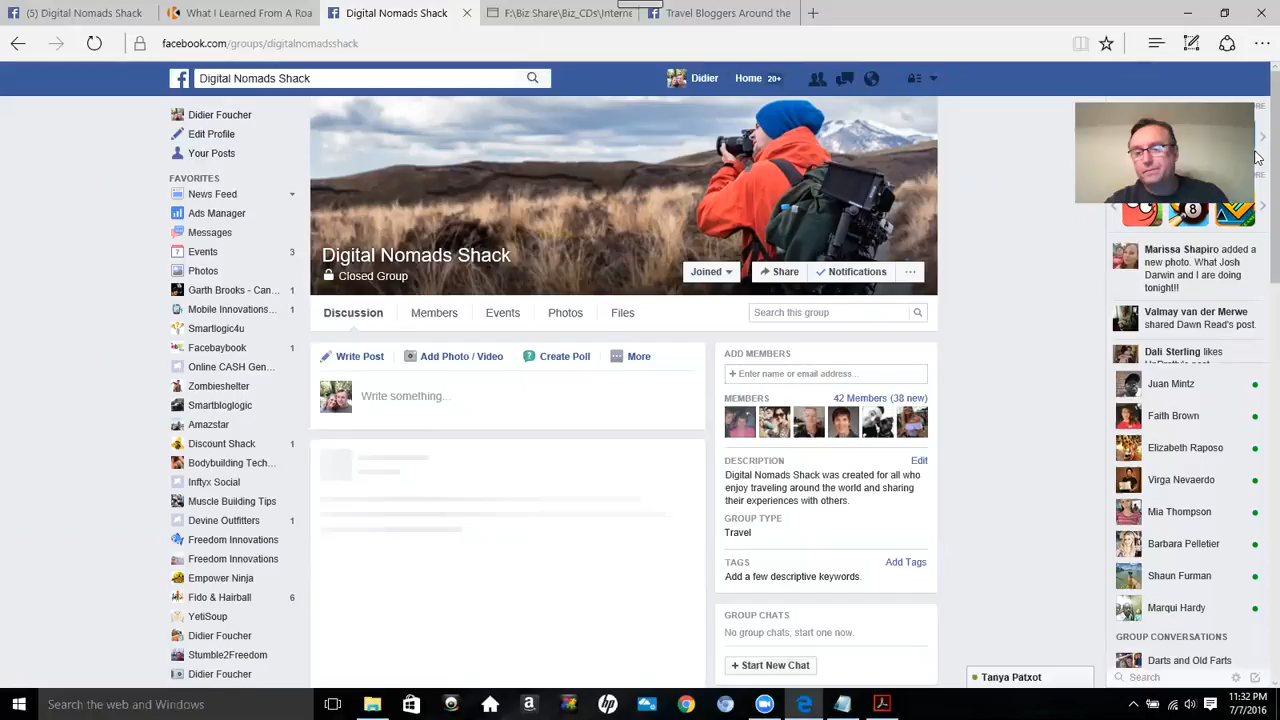 (5) Digital Nomads Shack
What I Learned From A Roa
Digital Nomads Shack
F:\Biz Share\Biz_CDs\Intern
Travel Bloggers Around the
facebook.com/groups/digitalnomadsshack
Digital Nomads Shack
Didier
Home 20+
Didier Foucher
Edit Profile
Your Posts
FAVORITES
News Feed
Ads Manager
Messages
Events 3
Photos
Garth Brooks - Can... 1
Mobile Innovations... 1
Smartlogic4u
Facebaybook 1
Online CASH Gen...
Zombieshelter
Smartbloglogic
Amazstar
Discount Shack 1
Bodybuilding Tech...
Inftyx Social
Muscle Building Tips
Devine Outfitters 1
Freedom Innovations
Freedom Innovations
Empower Ninja
Fido & Hairball 6
YetiSoup
Didier Foucher
Stumble2Freedom
Didier Foucher
Digital Nomads Shack
Closed Group
Joined
Share
Notifications
Discussion
Members
Events
Photos
Files
Search this group
Write Post
Add Photo / Video
Create Poll
More
Write something...
ADD MEMBERS
+ Enter name or email address...
MEMBERS
42 Members (38 new)
DESCRIPTION
Edit
Digital Nomads Shack was created for all who
enjoy traveling around the world and sharing
their experiences with others.
GROUP TYPE
Travel
TAGS
Add Tags
Add a few descriptive keywords.
GROUP CHATS
No group chats, start one now.
+ Start New Chat
Marissa Shapiro added a
new photo. What Josh
Darwin and I are doing
tonight!!
Valmay van der Merwe
shared Dawn Read's post.
Dali Sterling likes
Juan Mintz
Faith Brown
Elizabeth Raposo
Virga Nevaerdo
Mia Thompson
Barbara Pelletier
Shaun Furman
Marqui Hardy
GROUP CONVERSATIONS
Darts and Old Farts
Search
Tanya Patxot
Search the web and Windows
11:32 PM
7/7/2016